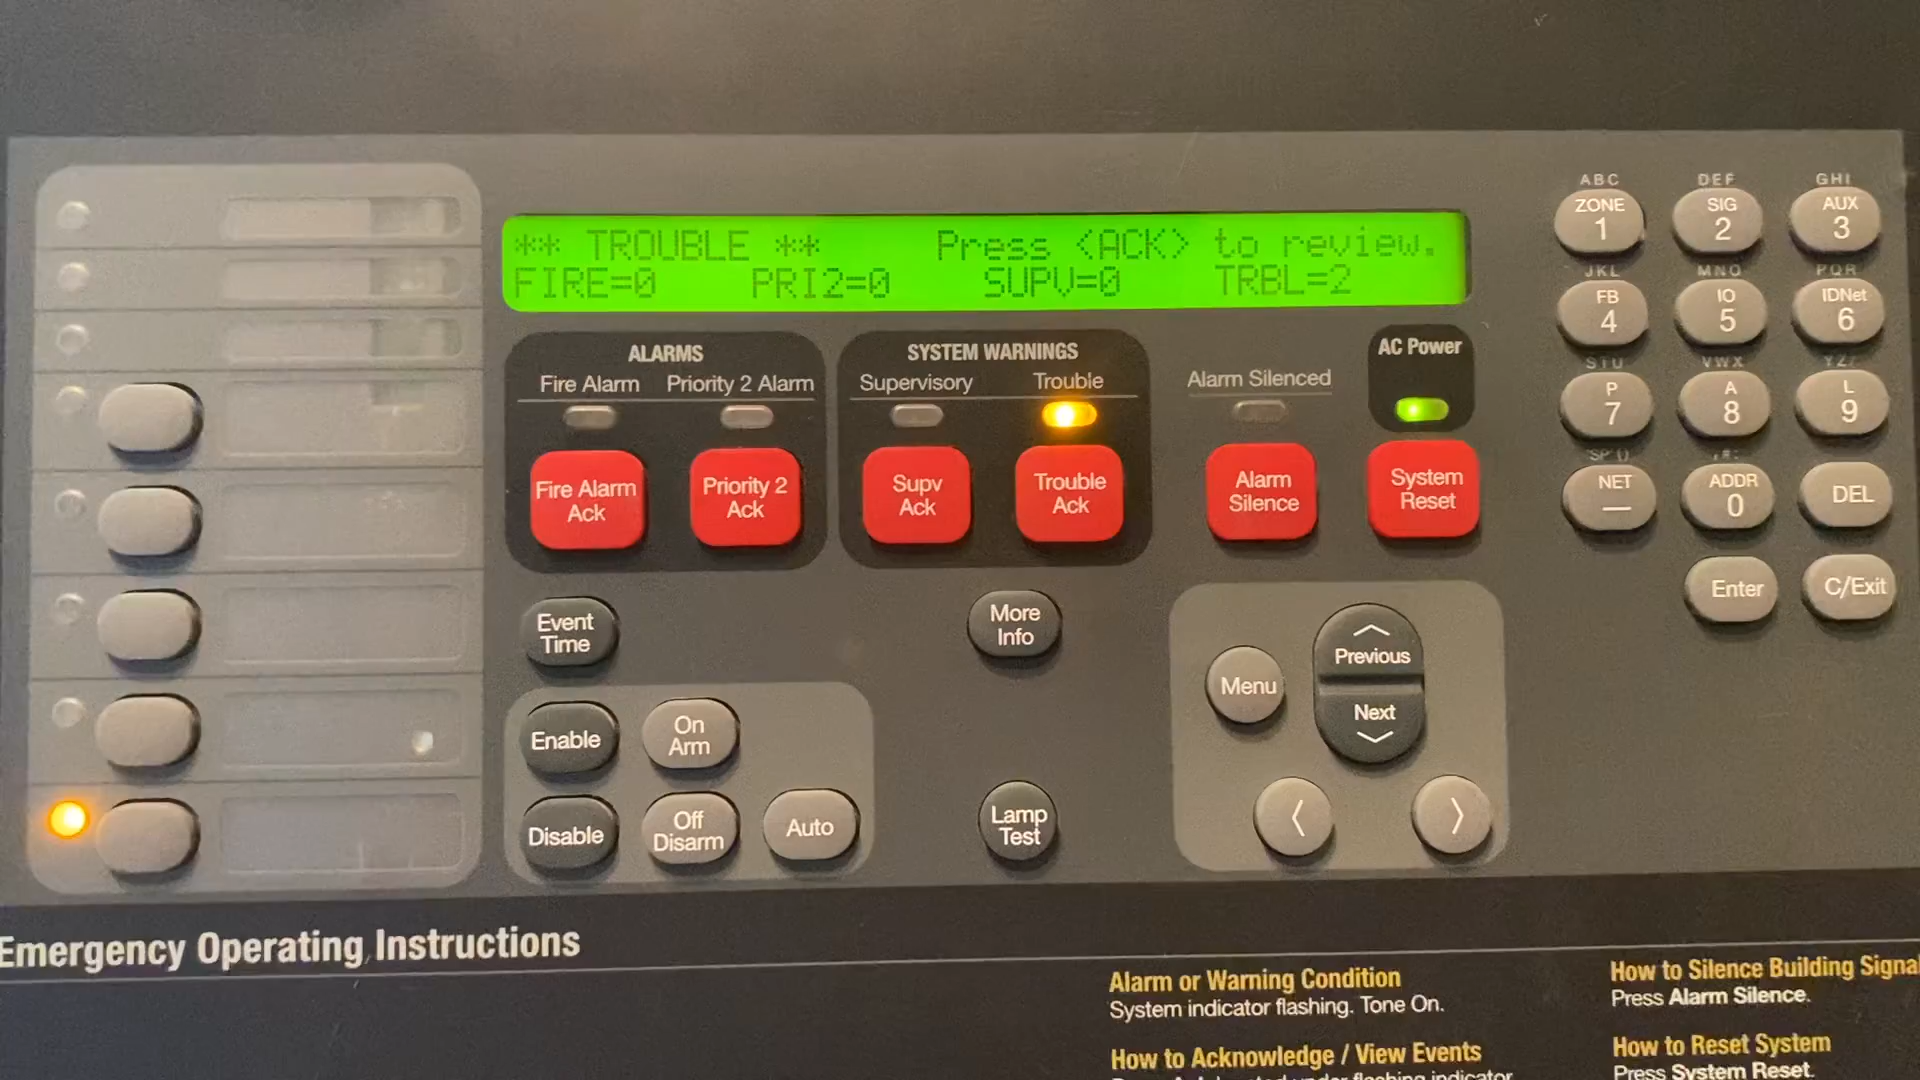 ** TROUBLE ** Press <ACK> to review.
FIRE=0 PRI2=0 SUPV=0 TRBL=2
ALARMS
Fire Alarm Priority 2 Alarm
SYSTEM WARNINGS
Supervisory Trouble
Alarm Silenced
AC Power
Fire Alarm
Ack
Priority 2
Ack
Supv
Ack
Trouble
Ack
Alarm
Silence
System
Reset
Event
Time
More
Info
Enable
On
Arm
Disable
Off
Disarm
Auto
Lamp
Test
Menu
Previous
Next
ABC
ZONE
1
DEF
SIG
2
GHI
AUX
3
JKL
FB
4
MNO
IO
5
PQR
IDNet
6
STU
P
7
VWX
A
8
YZ/
L
9
SP ()
NET
—
ADDR
0
DEL
Enter
C/Exit
Emergency Operating Instructions
Alarm or Warning Condition
System indicator flashing. Tone On.
How to Acknowledge / View Events
How to Silence Building Signa
Press Alarm Silence.
How to Reset System
Press System Reset.